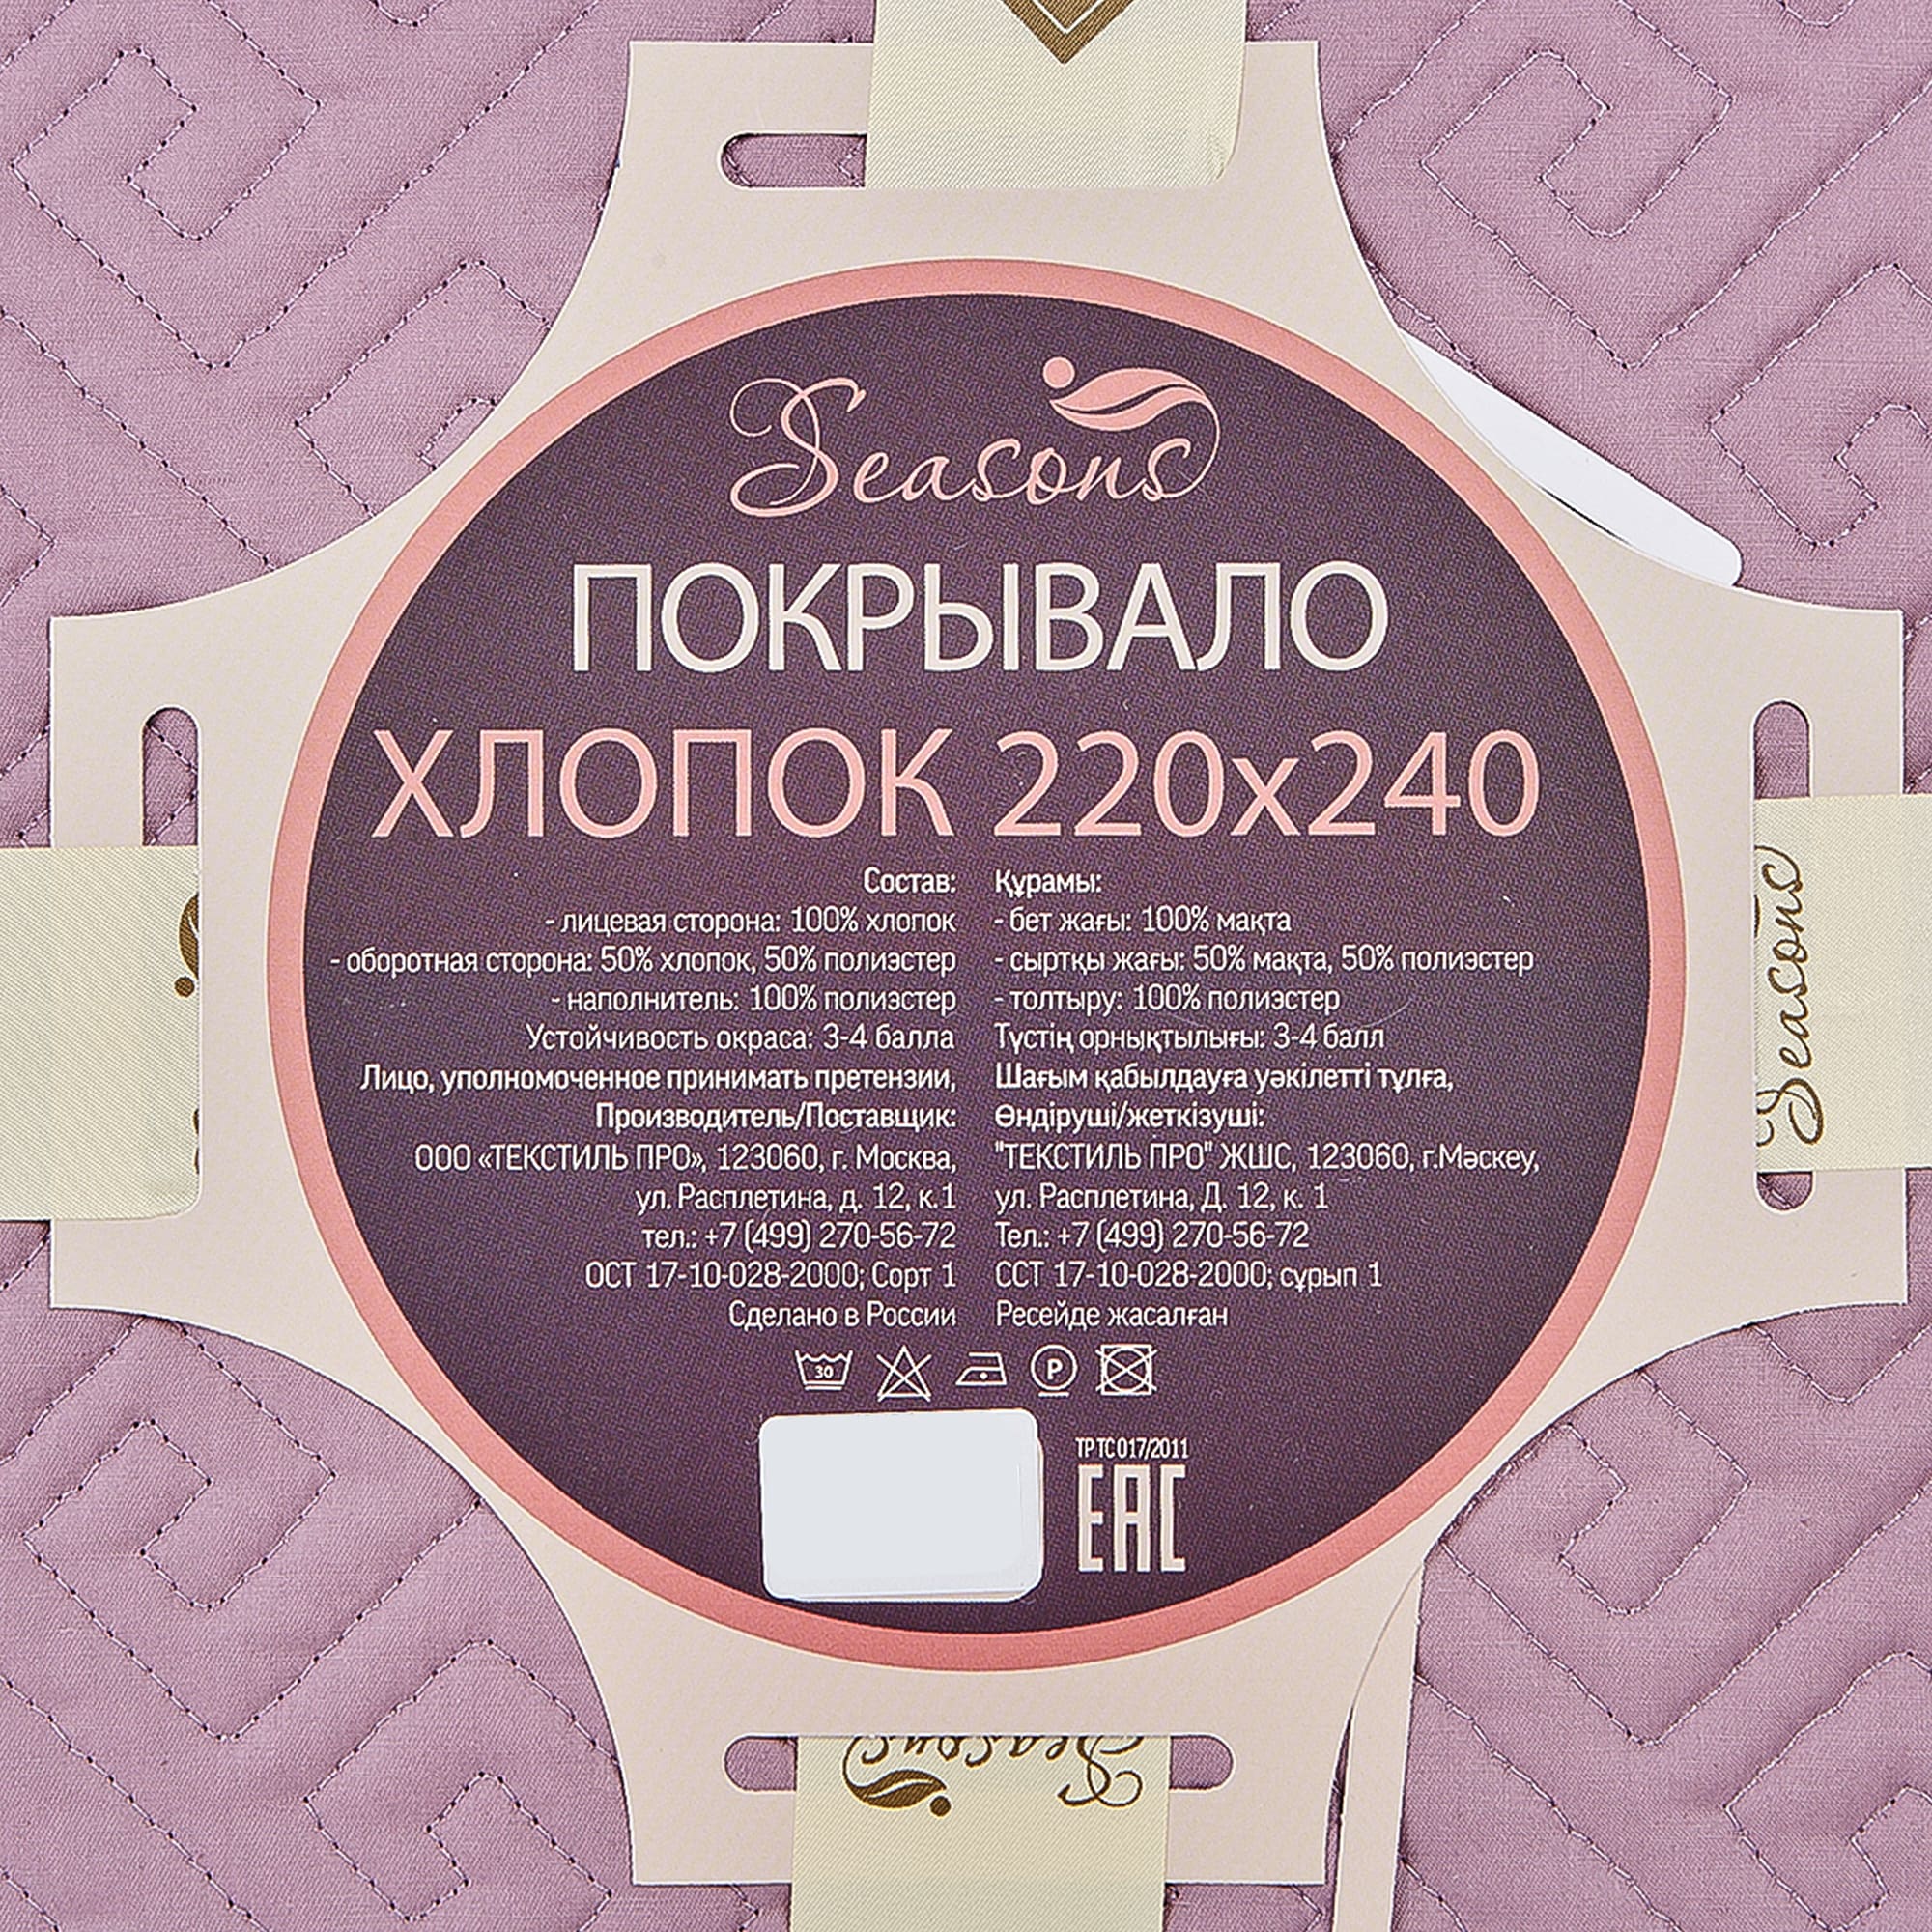 Seasons
ПОКРЫВАЛО
ХЛОПОК 220х240
Состав:
- лицевая сторона: 100% хлопок
- оборотная сторона: 50% хлопок, 50% полиэстер
- наполнитель: 100% полиэстер
Устойчивость окраса: 3-4 балла
Лицо, уполномоченное принимать претензии,
Производитель/Поставщик:
ООО «ТЕКСТИЛЬ ПРО», 123060, г. Москва,
ул. Расплетина, д. 12, к.1
тел.: +7 (499) 270-56-72
ОСТ 17-10-028-2000; Сорт 1
Сделано в России
Құрамы:
- бет жағы: 100% мақта
- сыртқы жағы: 50% мақта, 50% полиэстер
- толтыру: 100% полиэстер
Түстің орнықтылығы: 3-4 балл
Шағым қабылдауға уәкілетті тұлға,
Өндіруші/жеткізуші:
"ТЕКСТИЛЬ ПРО" ЖШС, 123060, г.Мәскеу,
ул. Расплетина, Д. 12, к. 1
Тел.: +7 (499) 270-56-72
ССТ 17-10-028-2000; сұрып 1
Ресейде жасалған
30
P
ТР ТС 017/2011
ЕАС
Seasons
Seasons